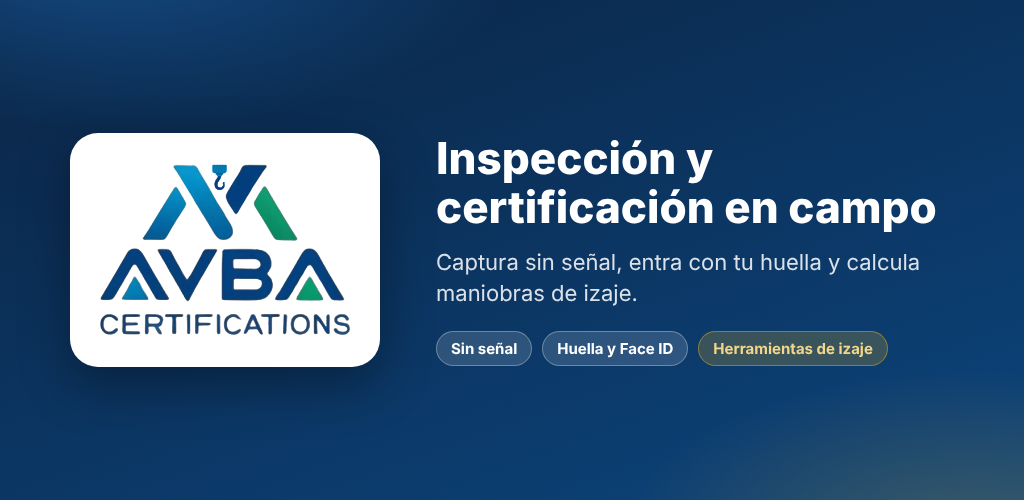 AVBA
CERTIFICATIONS
Inspección y
certificación en campo
Captura sin señal, entra con tu huella y calcula
maniobras de izaje.
Sin señal
Huella y Face ID
Herramientas de izaje